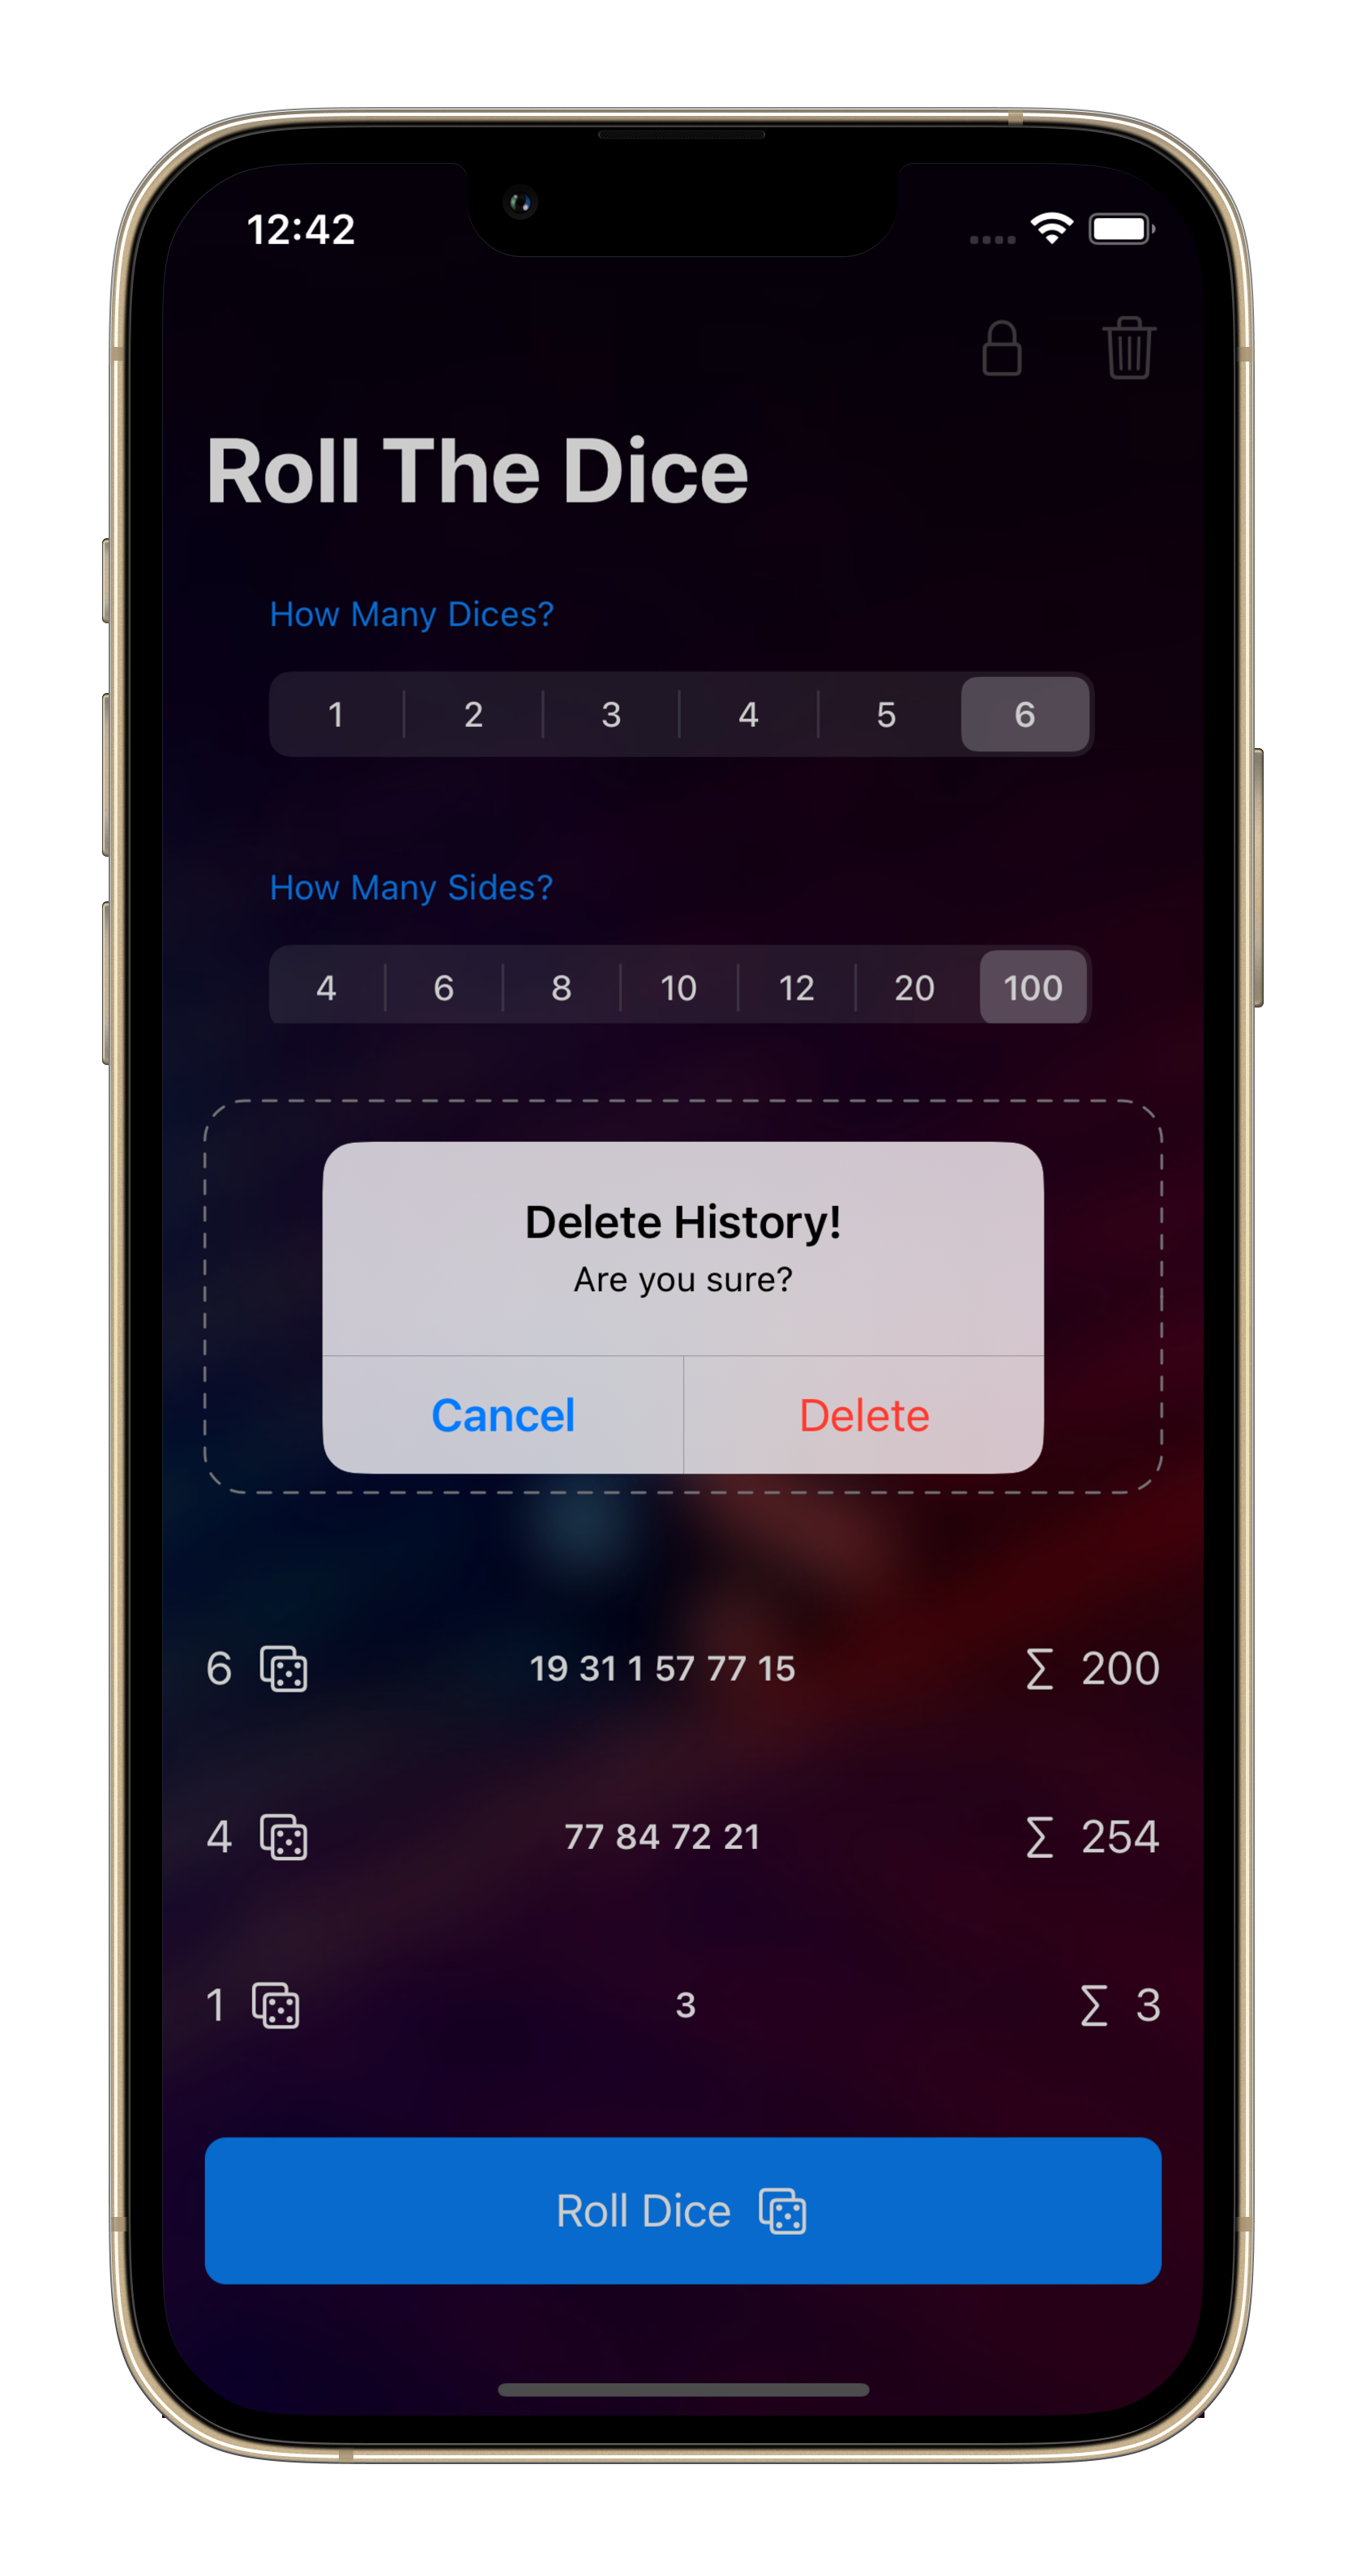 12:42
Roll The Dice
How Many Dices?
1 2 3 4 5 6
How Many Sides?
4 6 8 10 12 20 100
Delete History!
Are you sure?
Cancel Delete
6 19 31 1 57 77 15 Σ 200
4 77 84 72 21 Σ 254
1 3 Σ 3
Roll Dice